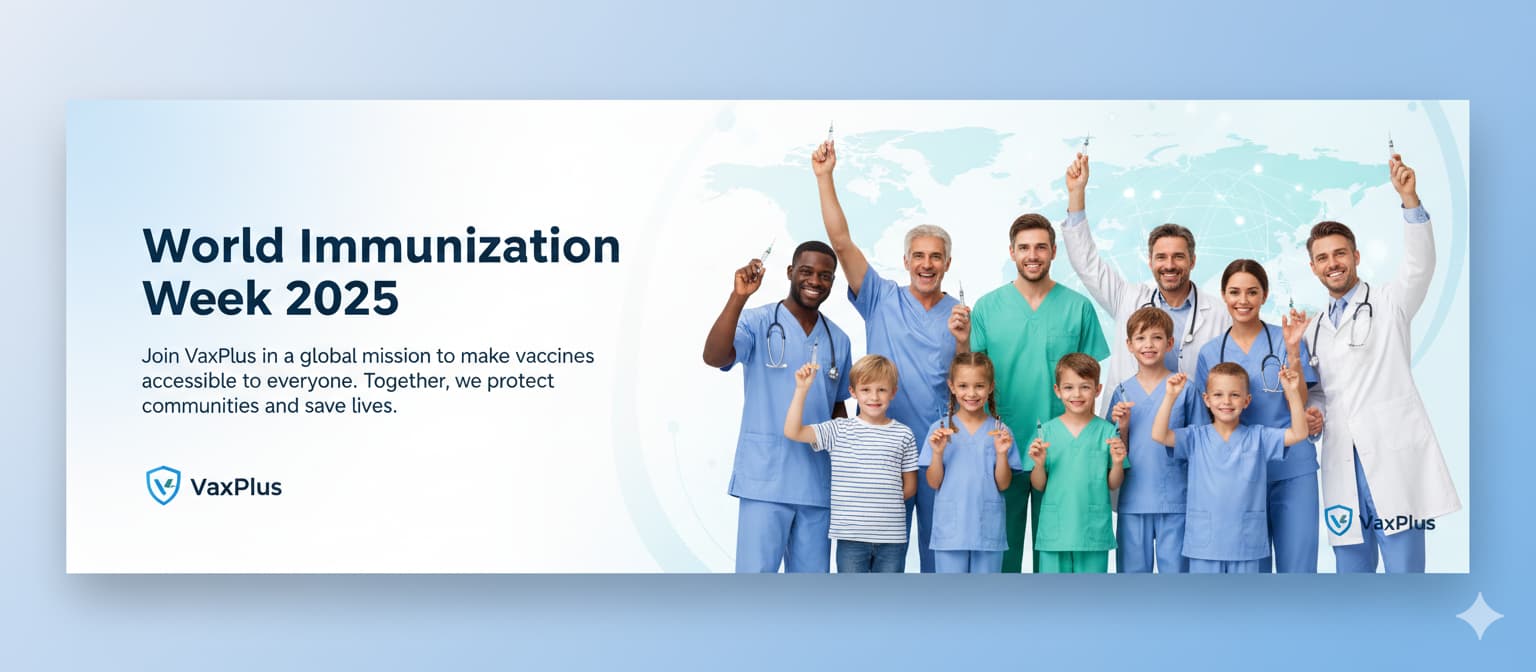 World Immunization
Week 2025
Join VaxPlus in a global mission to make vaccines
accessible to everyone. Together, we protect
communities and save lives.
VaxPlus
VaxPlus